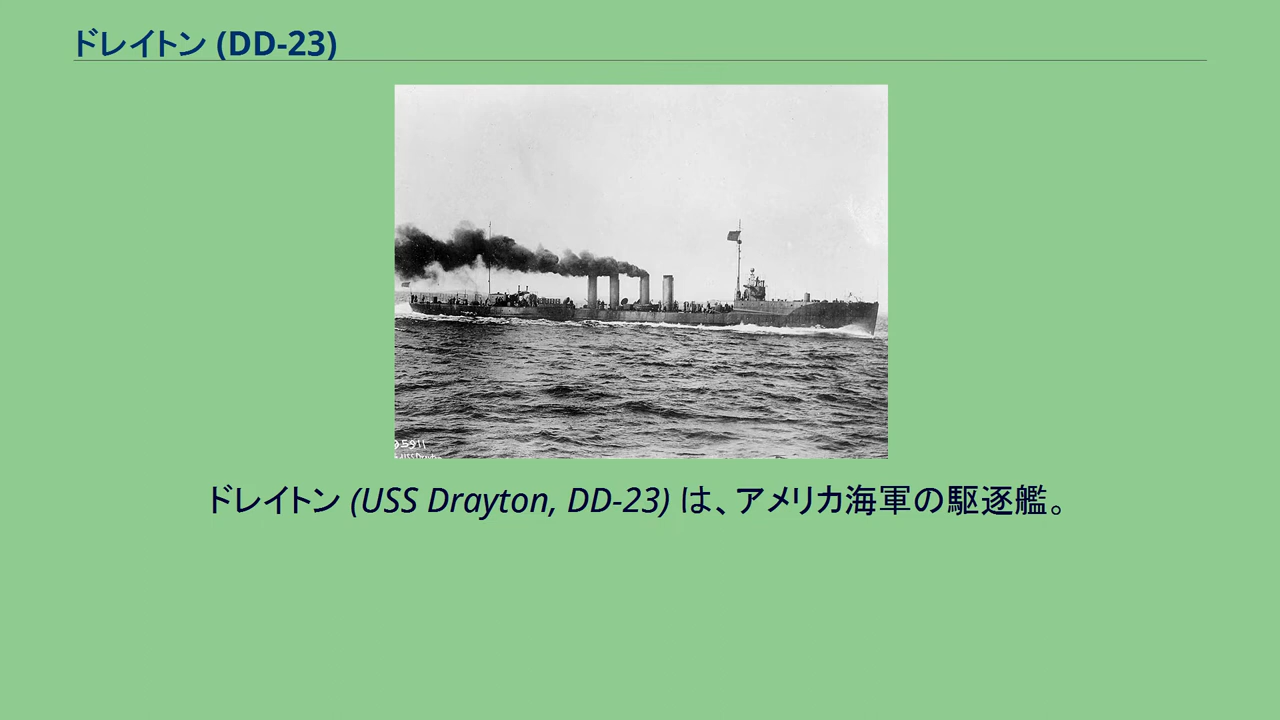 ドレイトン (DD-23)
ドレイトン (USS Drayton, DD-23) は、アメリカ海軍の駆逐艦。